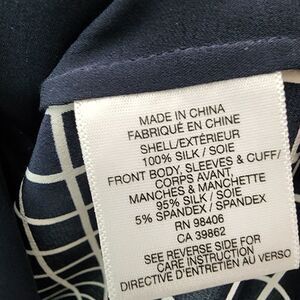 MADE IN CHINA
FABRIQUÉ EN CHINE
SHELL/EXTÉRIEUR
100% SILK / SOIE
FRONT BODY, SLEEVES & CUFF/
CORPS AVANT,
MANCHES & MANCHETTE
95% SILK / SOIE
5% SPANDEX / SPANDEX
RN 98406
CA 39862
SEE REVERSE SIDE FOR
CARE INSTRUCTION
DIRECTIVE D'ENTRETIEN AU VERSO